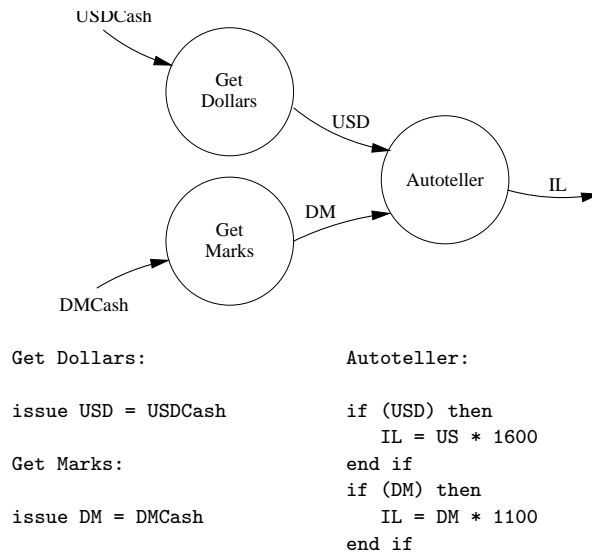 USDCash
Get
Dollars
USD
Autoteller
IL
DM
Get
Marks
DMCash
Get Dollars:
issue USD = USDCash
Get Marks:
issue DM = DMCash
Autoteller:
if (USD) then
IL = US * 1600
end if
if (DM) then
IL = DM * 1100
end if